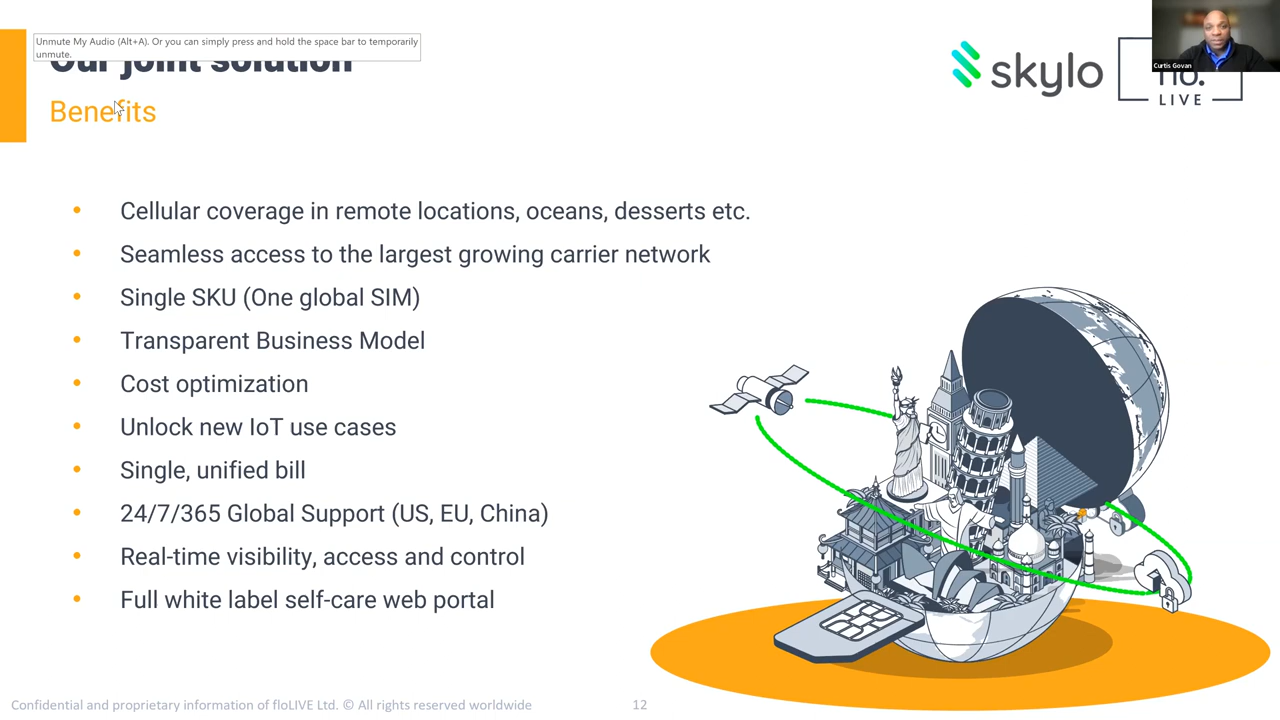 Unmute My Audio (Alt+A). Or you can simply press and hold the space bar to temporarily
unmute.
Our joint solution
Benefits
skylo
flo.
LIVE
Curtis Govan
• Cellular coverage in remote locations, oceans, desserts etc.
• Seamless access to the largest growing carrier network
• Single SKU (One global SIM)
• Transparent Business Model
• Cost optimization
• Unlock new IoT use cases
• Single, unified bill
• 24/7/365 Global Support (US, EU, China)
• Real-time visibility, access and control
• Full white label self-care web portal
Confidential and proprietary information of floLIVE Ltd. © All rights reserved worldwide
12